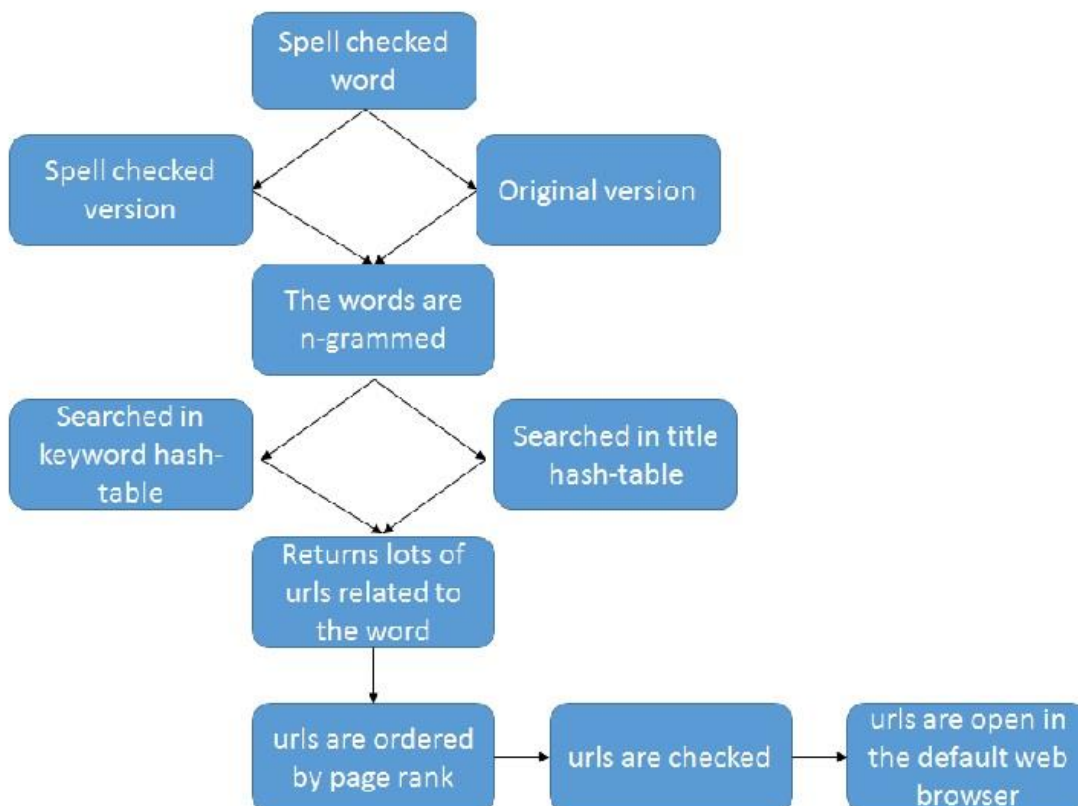 Spell checked
word
Spell checked
version
Original version
The words are
n-grammed
Searched in
keyword hash-
table
Searched in title
hash-table
Returns lots of
urls related to
the word
urls are ordered
by page rank
urls are checked
urls are open in
the default web
browser